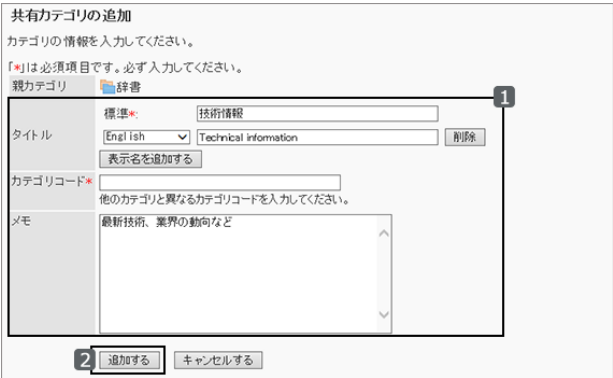 共有カテゴリの追加
カテゴリの情報を入力してください。
「*」は必須項目です。必ず入力してください。
親カテゴリ 辞書
1
標準*: 技術情報
タイトル English Technical information 削除
表示名を追加する
カテゴリコード*
他のカテゴリと異なるカテゴリコードを入力してください。
メモ 最新技術、業界の動向など
2 追加する キャンセルする